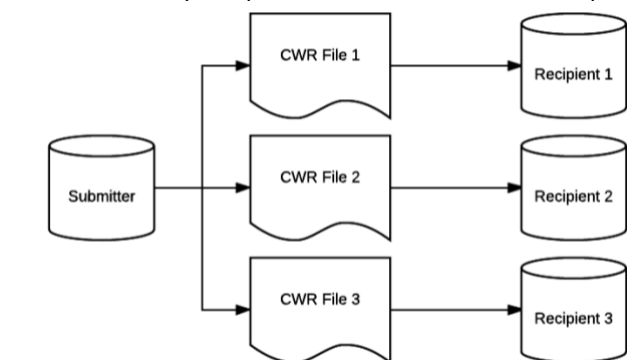 CWR File 1
Recipient 1
Submitter
CWR File 2
Recipient 2
CWR File 3
Recipient 3